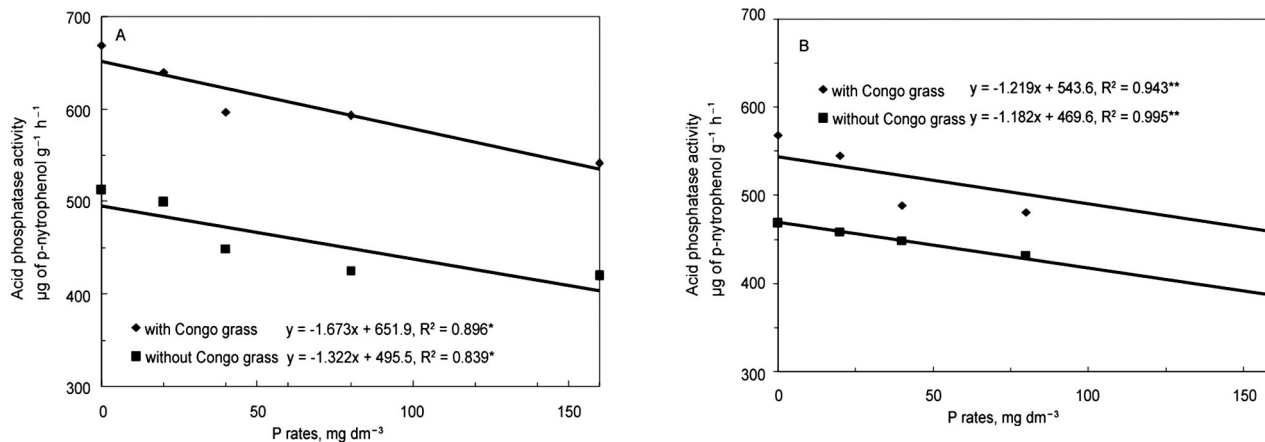 A
Acid phosphatase activity
µg of p-nytrophenol g⁻¹ h⁻¹
700
600
500
400
300
with Congo grass y = -1.673x + 651.9, R² = 0.896*
without Congo grass y = -1.322x + 495.5, R² = 0.839*
0 50 100 150
P rates, mg dm⁻³
B
Acid phosphatase activity
µg of p-nytrophenol g⁻¹ h⁻¹
700
600
500
400
300
with Congo grass y = -1.219x + 543.6, R² = 0.943**
without Congo grass y = -1.182x + 469.6, R² = 0.995**
0 50 100 150
P rates, mg dm⁻³